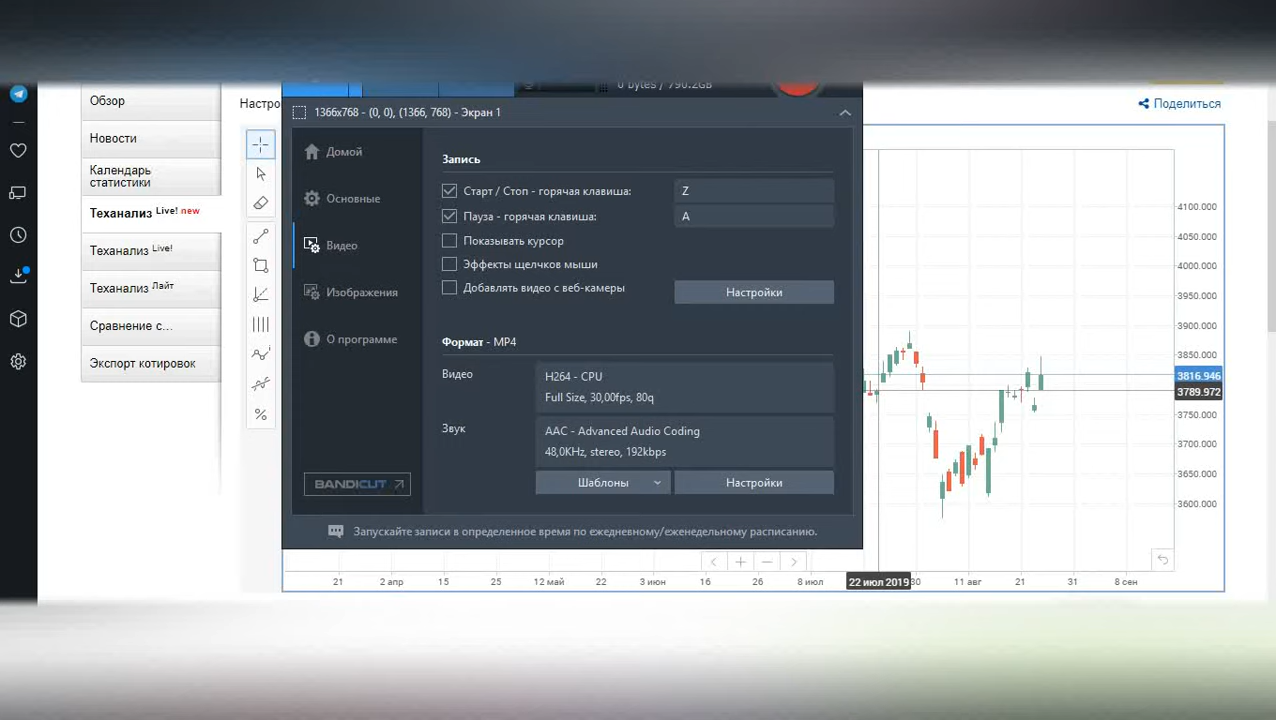 0 bytes / 790.2GB
Обзор
Новости
Календарь
статистики
Теханализ Live! new
Теханализ Live!
Теханализ Лайт
Сравнение с...
Экспорт котировок
Настро
Поделиться
1366x768 - (0, 0), (1366, 768) - Экран 1
Домой
Основные
Видео
Изображения
О программе
BANDICUT
Запись
Старт / Стоп - горячая клавиша:
Z
Пауза - горячая клавиша:
A
Показывать курсор
Эффекты щелчков мыши
Добавлять видео с веб-камеры
Настройки
Формат - MP4
Видео
H264 - CPU
Full Size, 30,00fps, 80q
Звук
AAC - Advanced Audio Coding
48,0KHz, stereo, 192kbps
Шаблоны
Настройки
Запускайте записи в определенное время по ежедневному/еженедельному расписанию.
4100.000
4050.000
4000.000
3950.000
3900.000
3850.000
3816.946
3789.972
3750.000
3700.000
3650.000
3600.000
21
2 апр
15
25
12 май
22
3 июн
16
26
8 июл
22 июл 2019
30
11 авг
21
31
8 сен